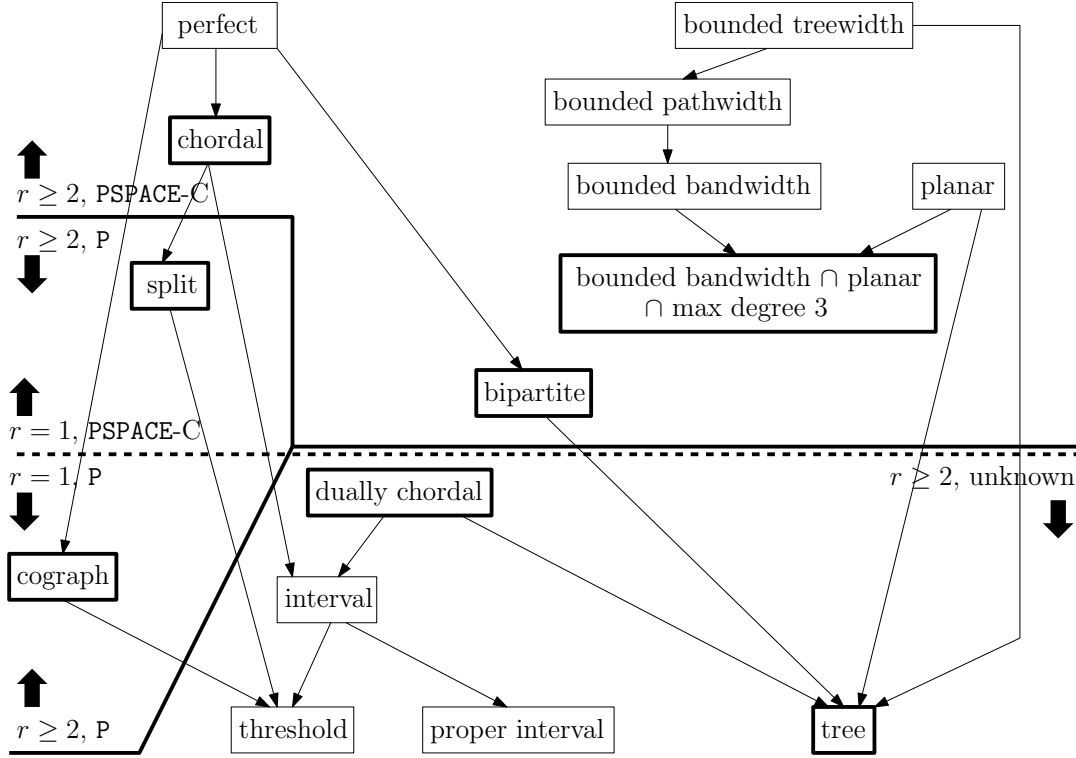 perfect
bounded treewidth
bounded pathwidth
chordal
bounded bandwidth
planar
r ≥ 2, PSPACE-C
r ≥ 2, P
split
bounded bandwidth ∩ planar
∩ max degree 3
bipartite
r = 1, PSPACE-C
r = 1, P
dually chordal
r ≥ 2, unknown
cograph
interval
r ≥ 2, P
threshold
proper interval
tree